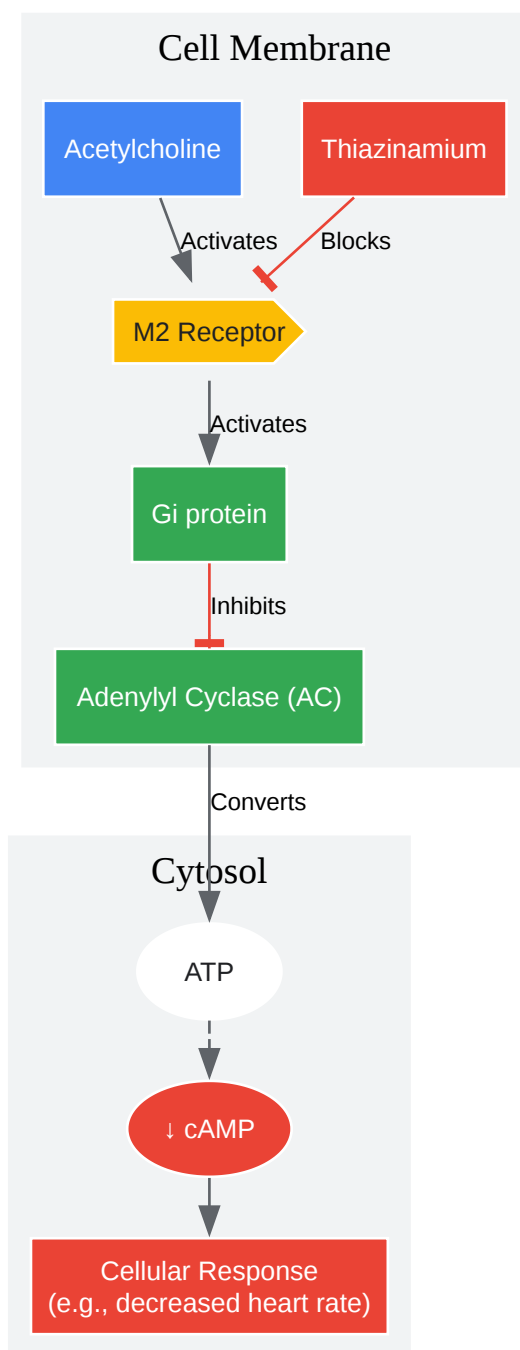 Cell Membrane
Acetylcholine
Thiazinamium
Activates
Blocks
M2 Receptor
Activates
Gi protein
Inhibits
Adenylyl Cyclase (AC)
Converts
Cytosol
ATP
↓ cAMP
Cellular Response
(e.g., decreased heart rate)